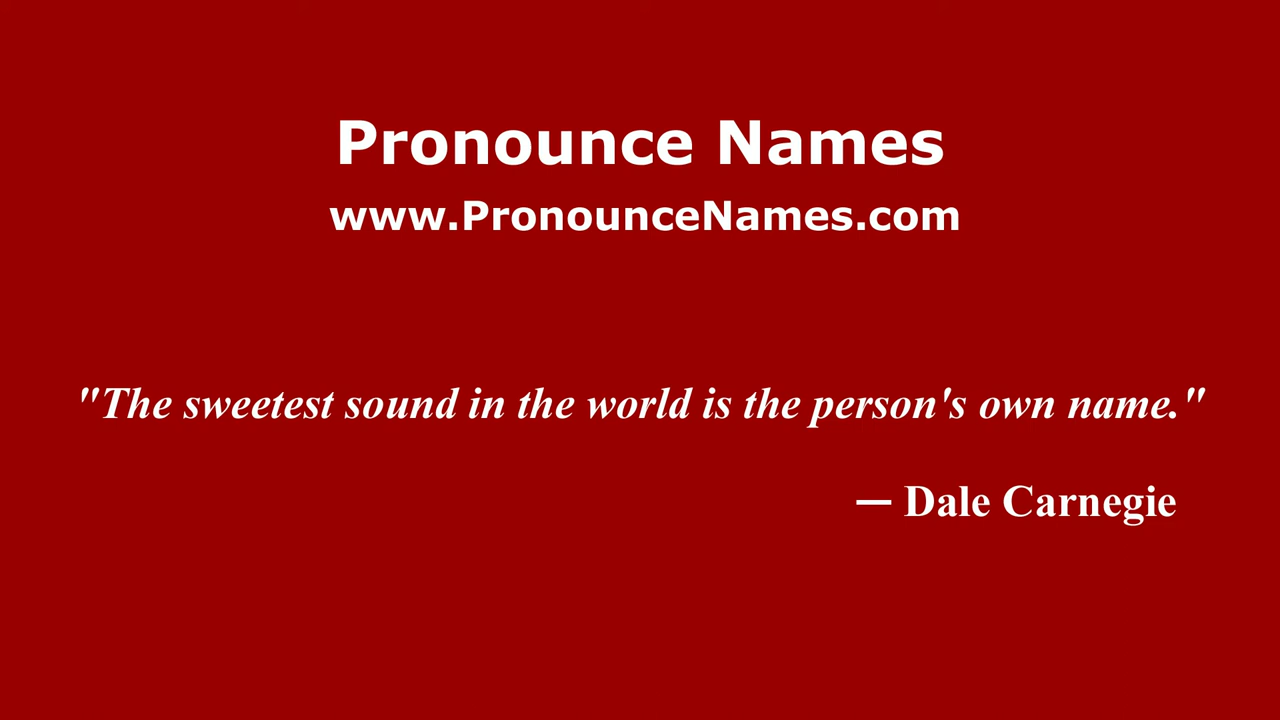 Pronounce Names
www.PronounceNames.com
"The sweetest sound in the world is the person's own name."
— Dale Carnegie